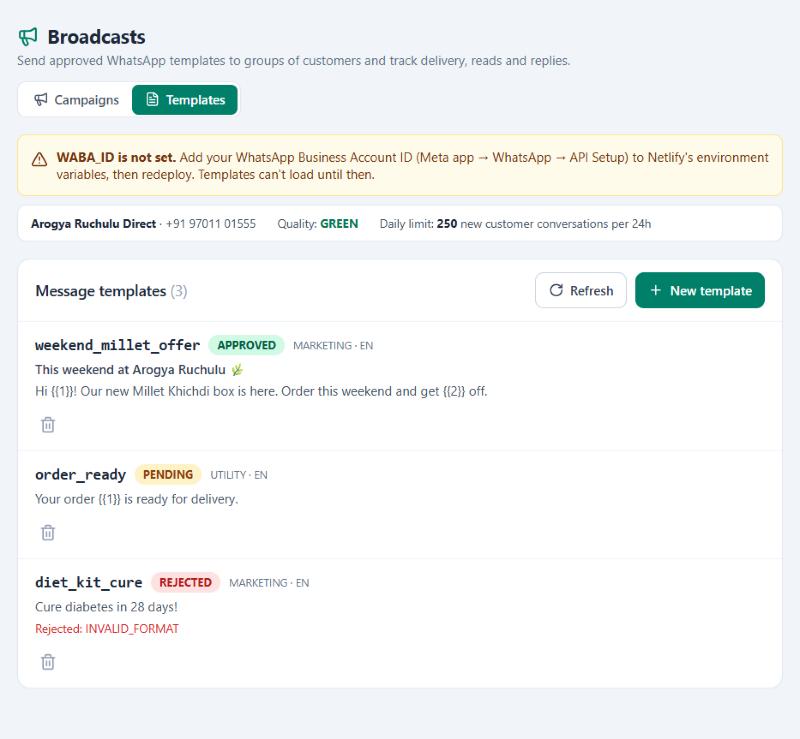 Broadcasts
Send approved WhatsApp templates to groups of customers and track delivery, reads and replies.
Campaigns Templates
WABA_ID is not set. Add your WhatsApp Business Account ID (Meta app → WhatsApp → API Setup) to Netlify's environment
variables, then redeploy. Templates can't load until then.
Arogya Ruchulu Direct · +91 97011 01555 Quality: GREEN Daily limit: 250 new customer conversations per 24h
Message templates (3) Refresh + New template
weekend_millet_offer APPROVED MARKETING · EN
This weekend at Arogya Ruchulu 🌿
Hi {{1}}! Our new Millet Khichdi box is here. Order this weekend and get {{2}} off.
order_ready PENDING UTILITY · EN
Your order {{1}} is ready for delivery.
diet_kit_cure REJECTED MARKETING · EN
Cure diabetes in 28 days!
Rejected: INVALID_FORMAT